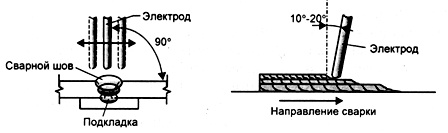 Электрод
90°
Сварной шов
Подкладка
10°-20°
Электрод
Направление сварки